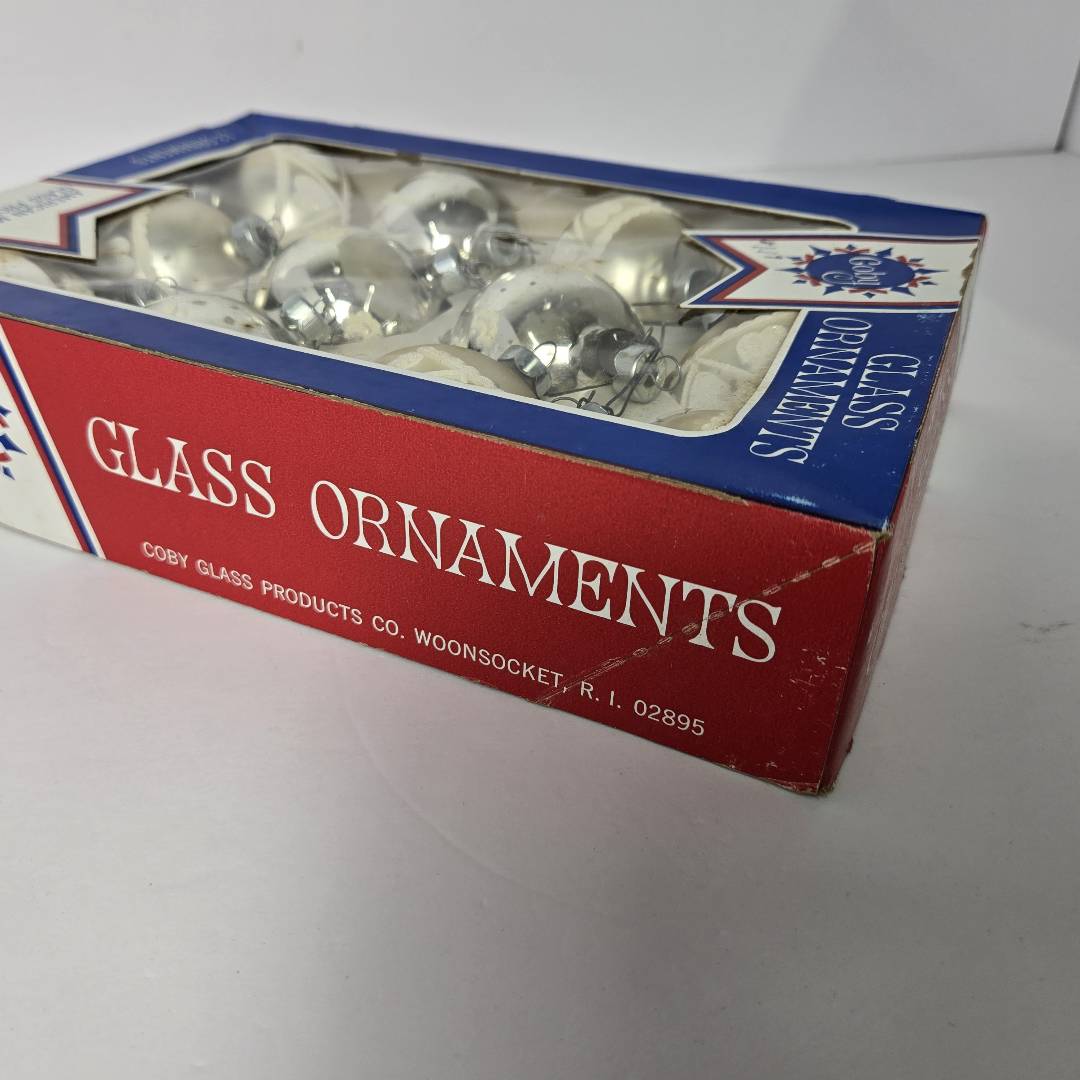 Coby
GLASS
ORNAMENTS
GLASS ORNAMENTS
COBY GLASS PRODUCTS CO. WOONSOCKET, R. I. 02895